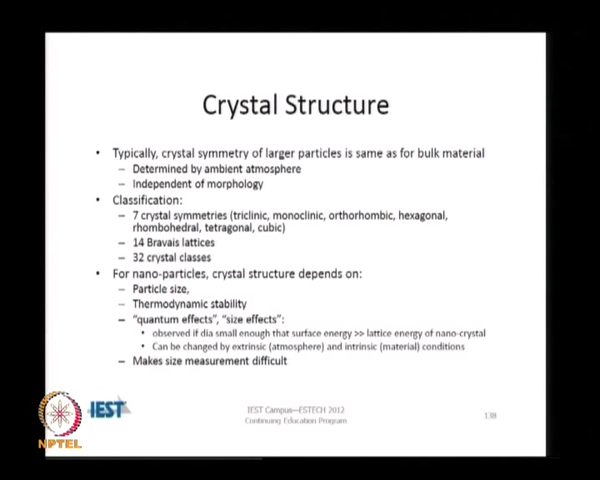 Crystal Structure
• Typically, crystal symmetry of larger particles is same as for bulk material
– Determined by ambient atmosphere
– Independent of morphology
• Classification:
– 7 crystal symmetries (triclinic, monoclinic, orthorhombic, hexagonal,
rhombohedral, tetragonal, cubic)
– 14 Bravais lattices
– 32 crystal classes
• For nano-particles, crystal structure depends on:
– Particle size,
– Thermodynamic stability
– "quantum effects", "size effects":
• observed if dia small enough that surface energy >> lattice energy of nano-crystal
• Can be changed by extrinsic (atmosphere) and intrinsic (material) conditions
– Makes size measurement difficult
NPTEL
IEST
IEST Campus—ESTECH 2012
Continuing Education Program
138